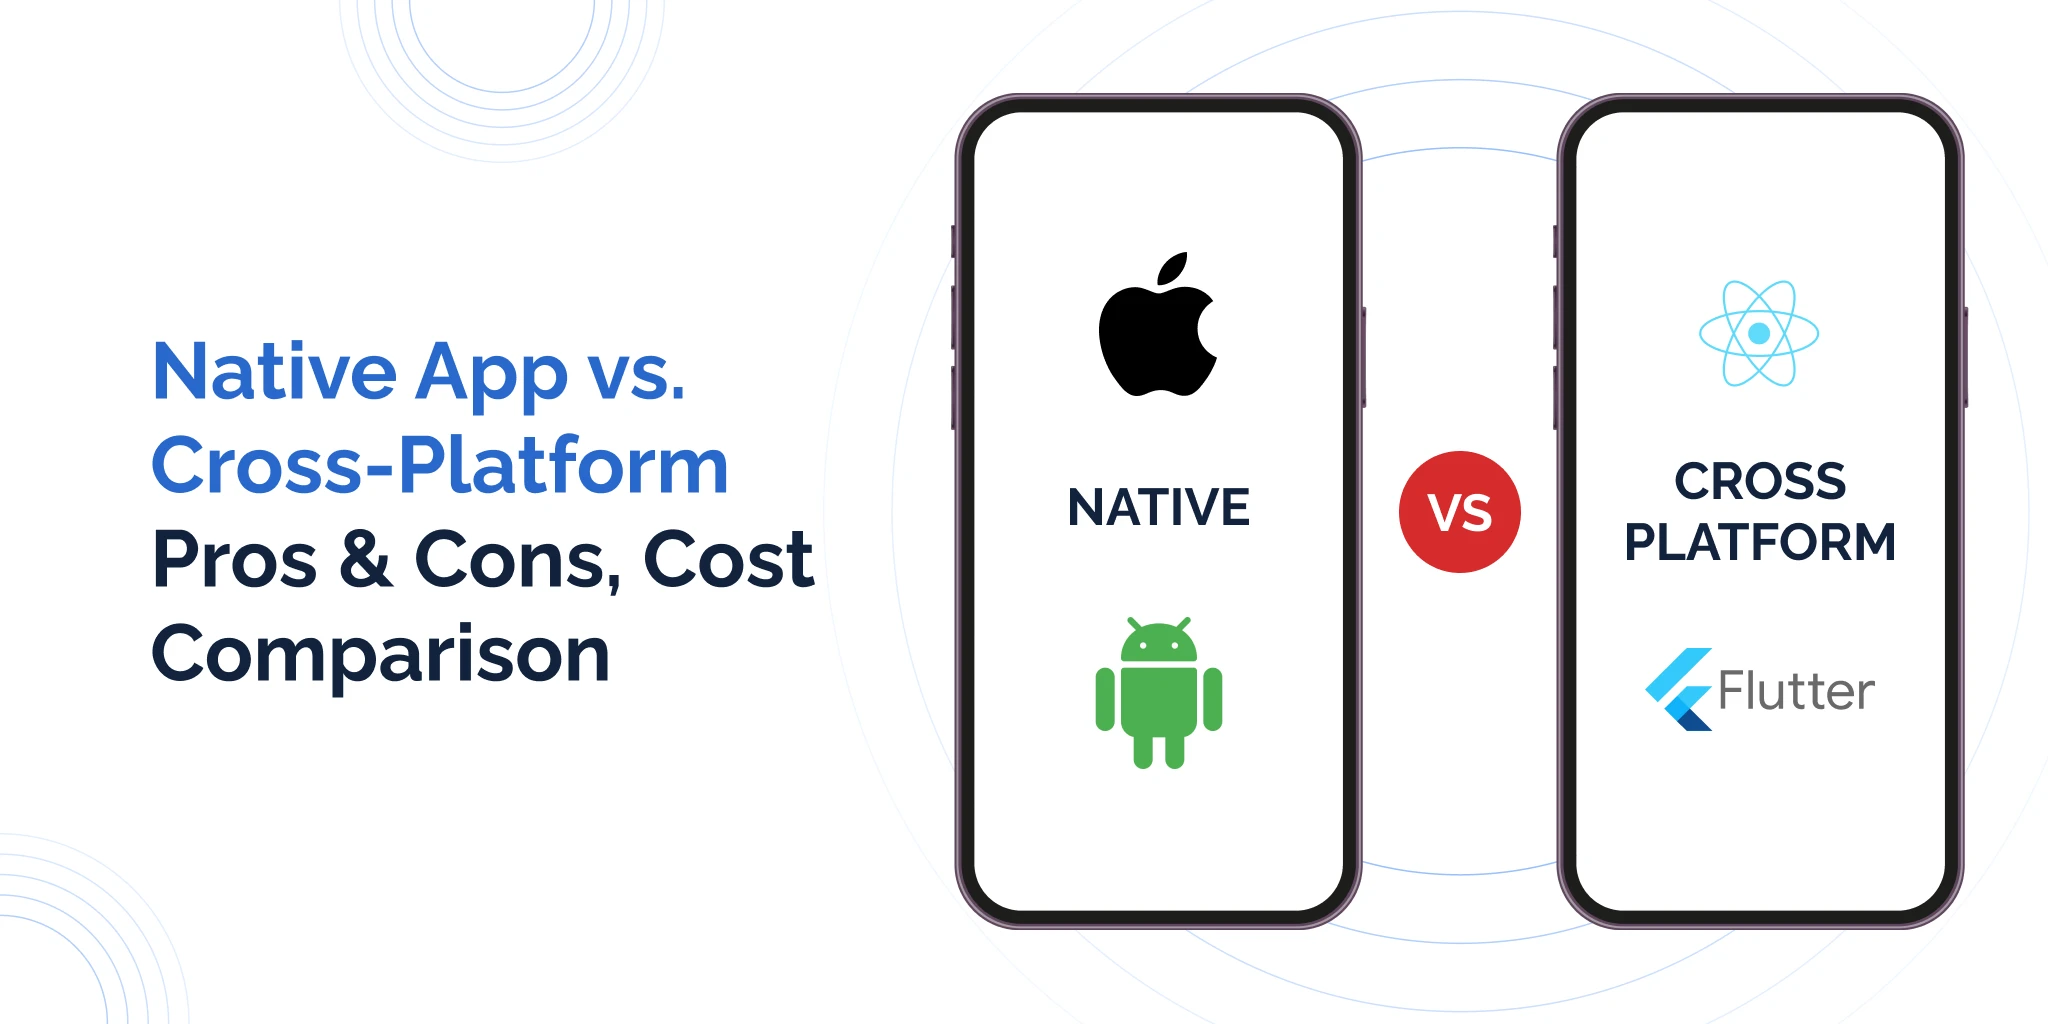 Native App vs.
Cross-Platform
Pros & Cons, Cost
Comparison
NATIVE
VS
CROSS
PLATFORM
Flutter